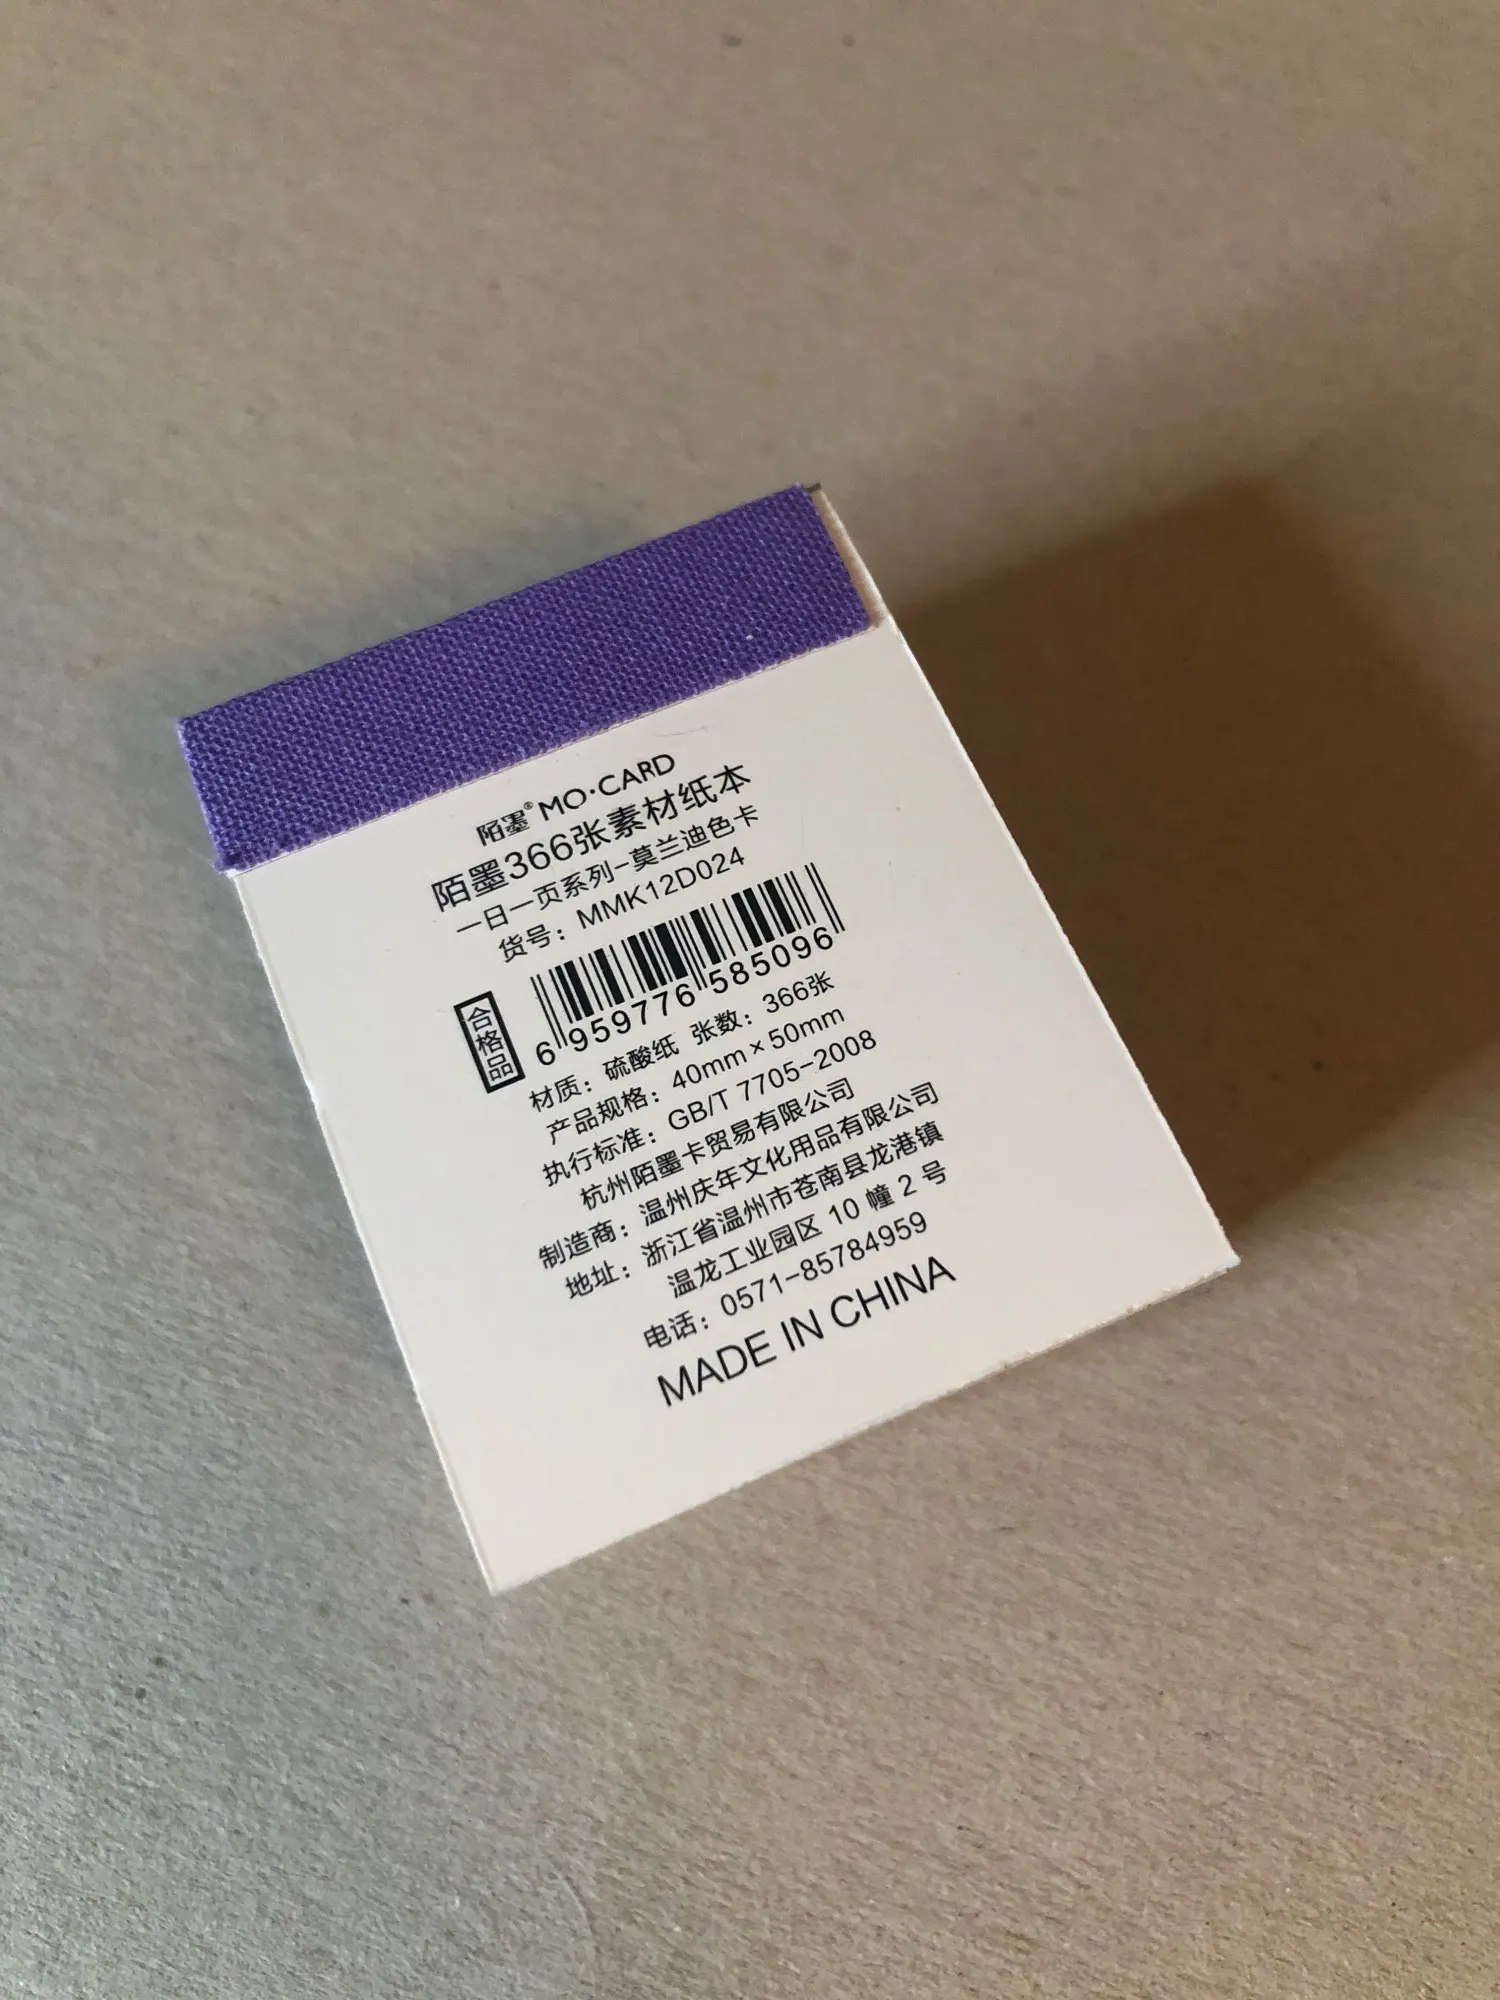 陌墨® MO·CARD
陌墨366张素材纸本
一日一页系列-莫兰迪色卡
货号：MMK12D024
6 959776 585096
合格品
材质：硫酸纸 张数：366张
产品规格：40mm×50mm
执行标准：GB/T 7705-2008
杭州陌墨卡贸易有限公司
制造商：温州庆年文化用品有限公司
地址：浙江省温州市苍南县龙港镇
温龙工业园区 10 幢 2 号
电话：0571-85784959
MADE IN CHINA